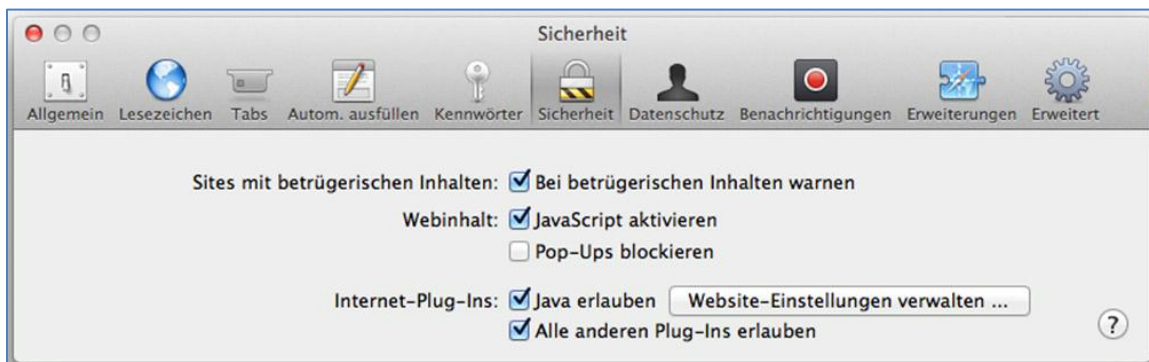 Sicherheit
Allgemein Lesezeichen Tabs Autom. ausfüllen Kennwörter Sicherheit Datenschutz Benachrichtigungen Erweiterungen Erweitert
Sites mit betrügerischen Inhalten: Bei betrügerischen Inhalten warnen
Webinhalt: JavaScript aktivieren
Pop-Ups blockieren
Internet-Plug-Ins: Java erlauben Website-Einstellungen verwalten ...
Alle anderen Plug-Ins erlauben
?